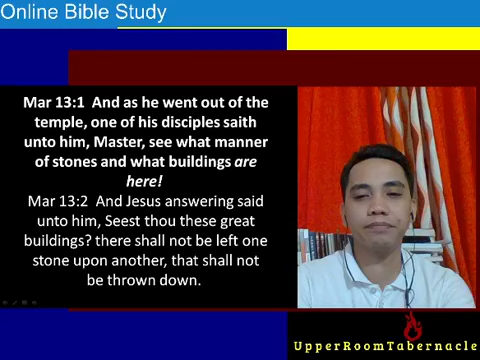 Online Bible Study
Mar 13:1 And as he went out of the
temple, one of his disciples saith
unto him, Master, see what manner
of stones and what buildings are
here!
Mar 13:2 And Jesus answering said
unto him, Seest thou these great
buildings? there shall not be left one
stone upon another, that shall not
be thrown down.
UpperRoomTabernacle